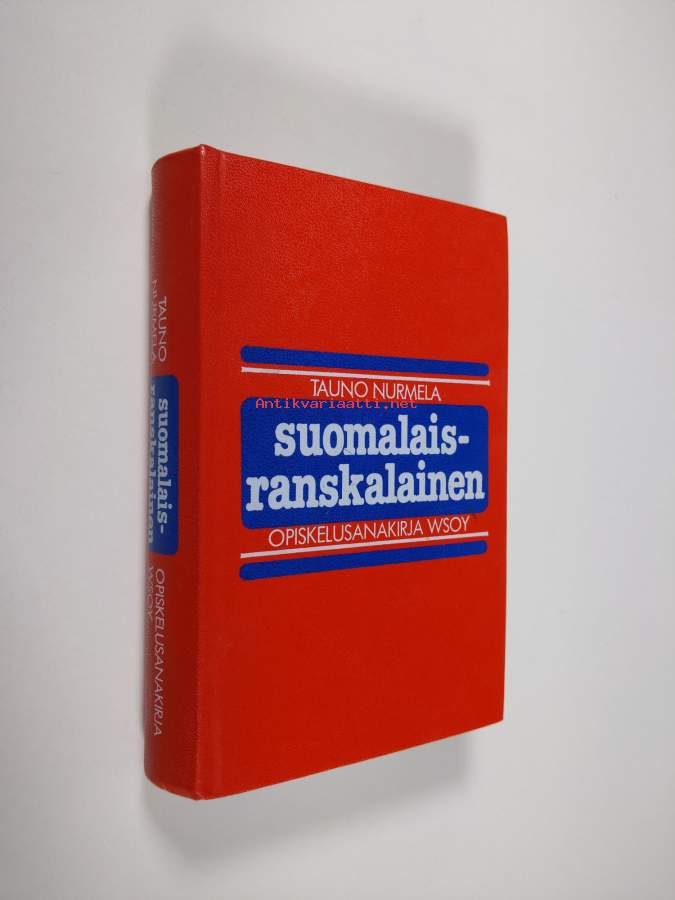 TAUNO NURMELA
Antikvariaatti.net
suomalais-
ranskalainen
OPISKELUSANAKIRJA WSOY
TAUNO
NURMELA
suomalais-
ranskalainen
OPISKELUSANAKIRJA
WSOY